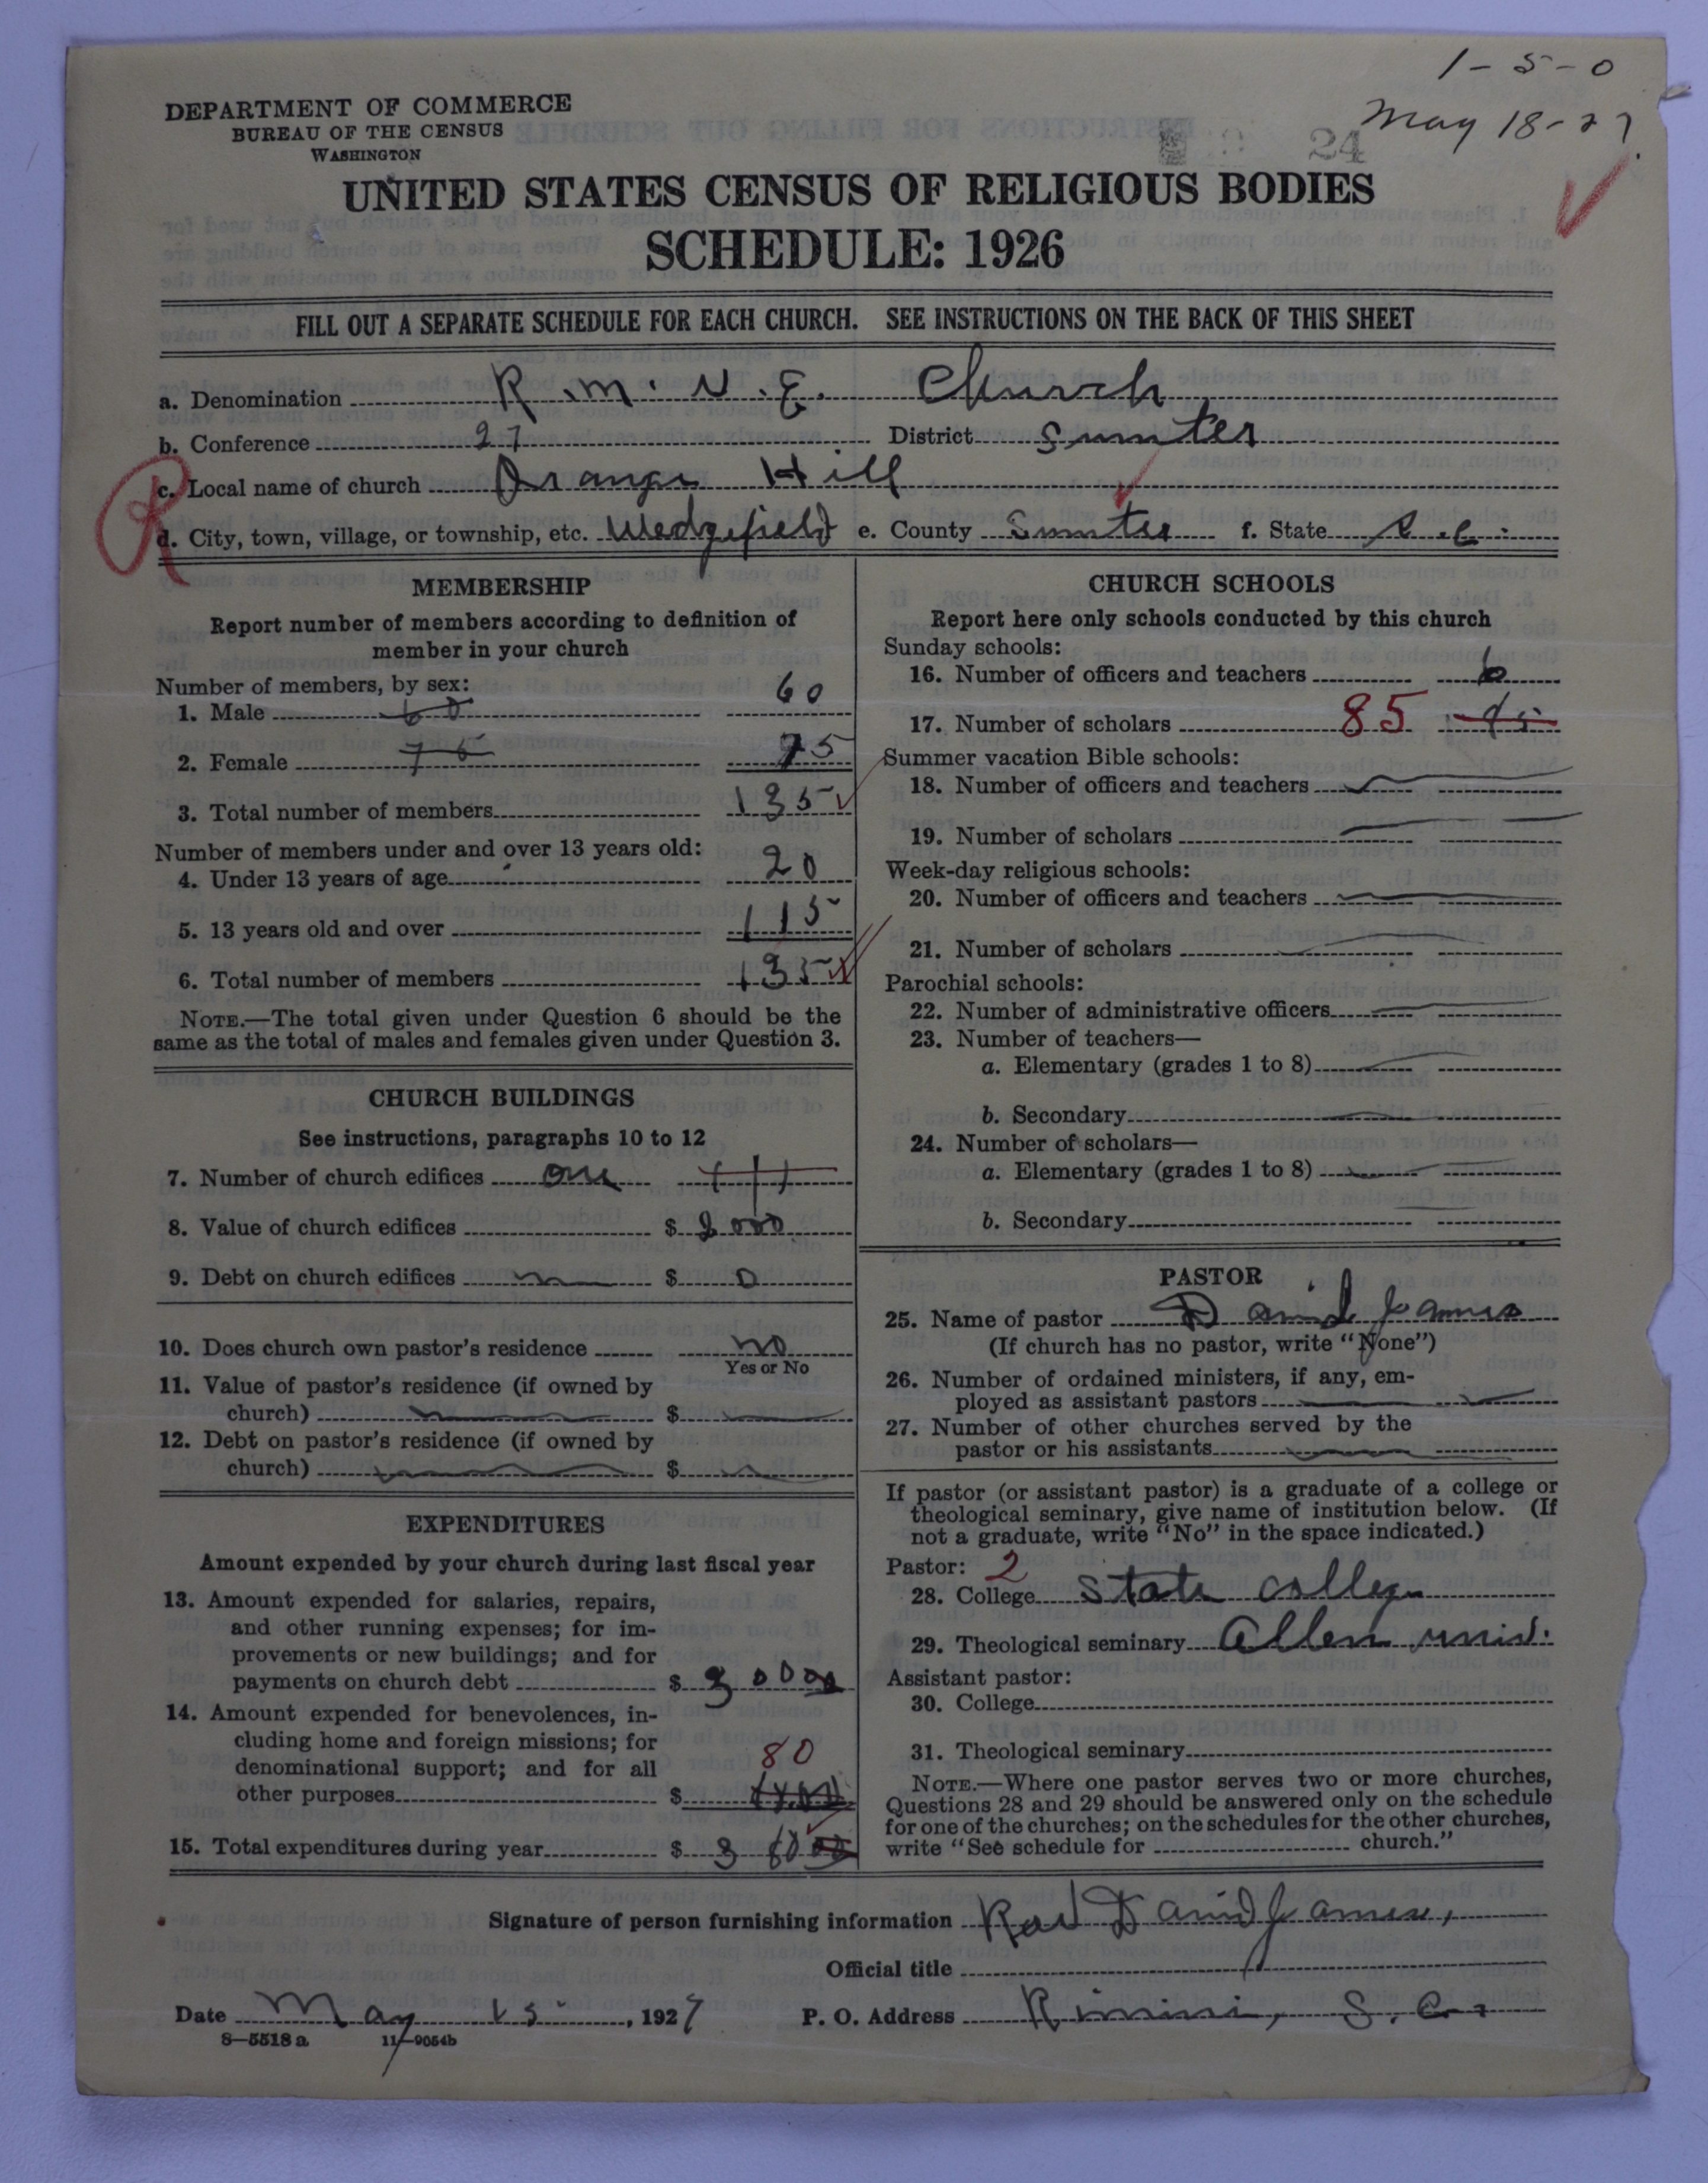 1-5-0
May 18-27
DEPARTMENT OF COMMERCE
BUREAU OF THE CENSUS
WASHINGTON
24
UNITED STATES CENSUS OF RELIGIOUS BODIES
SCHEDULE: 1926
FILL OUT A SEPARATE SCHEDULE FOR EACH CHURCH. SEE INSTRUCTIONS ON THE BACK OF THIS SHEET
a. Denomination Church
b. Conference 27 District Sumter
R
c. Local name of church Orange Hill
d. City, town, village, or township, etc. Wedgefield e. County Sumter f. State S.C.
MEMBERSHIP
Report number of members according to definition of
member in your church
Number of members, by sex:
1. Male 60 60
2. Female 75 75
3. Total number of members 135
Number of members under and over 13 years old:
4. Under 13 years of age 20
5. 13 years old and over 115
6. Total number of members 135
NOTE.—The total given under Question 6 should be the
same as the total of males and females given under Question 3.
CHURCH BUILDINGS
See instructions, paragraphs 10 to 12
7. Number of church edifices one
8. Value of church edifices $ 2000
9. Debt on church edifices $ 0
10. Does church own pastor's residence no
Yes or No
11. Value of pastor's residence (if owned by
church) $
12. Debt on pastor's residence (if owned by
church) $
EXPENDITURES
Amount expended by your church during last fiscal year
13. Amount expended for salaries, repairs,
and other running expenses; for im-
provements or new buildings; and for
payments on church debt $ 300
14. Amount expended for benevolences, in-
cluding home and foreign missions; for
denominational support; and for all
other purposes $ 80
15. Total expenditures during year $ 380
CHURCH SCHOOLS
Report here only schools conducted by this church
Sunday schools:
16. Number of officers and teachers 6
17. Number of scholars 85
Summer vacation Bible schools:
18. Number of officers and teachers
19. Number of scholars
Week-day religious schools:
20. Number of officers and teachers
21. Number of scholars
Parochial schools:
22. Number of administrative officers
23. Number of teachers—
a. Elementary (grades 1 to 8)
b. Secondary
24. Number of scholars—
a. Elementary (grades 1 to 8)
b. Secondary
PASTOR
25. Name of pastor David James
(If church has no pastor, write "None")
26. Number of ordained ministers, if any, em-
ployed as assistant pastors
27. Number of other churches served by the
pastor or his assistants
If pastor (or assistant pastor) is a graduate of a college or
theological seminary, give name of institution below. (If
not a graduate, write "No" in the space indicated.)
Pastor: 2
28. College State college
29. Theological seminary Allen univ.
Assistant pastor:
30. College
31. Theological seminary
NOTE.—Where one pastor serves two or more churches,
Questions 28 and 29 should be answered only on the schedule
for one of the churches; on the schedules for the other churches,
write "See schedule for church."
Signature of person furnishing information Rev David James,
Official title
Date May 15, 1927 P. O. Address Rimini, S.C.
8—5518 a 11—9054b